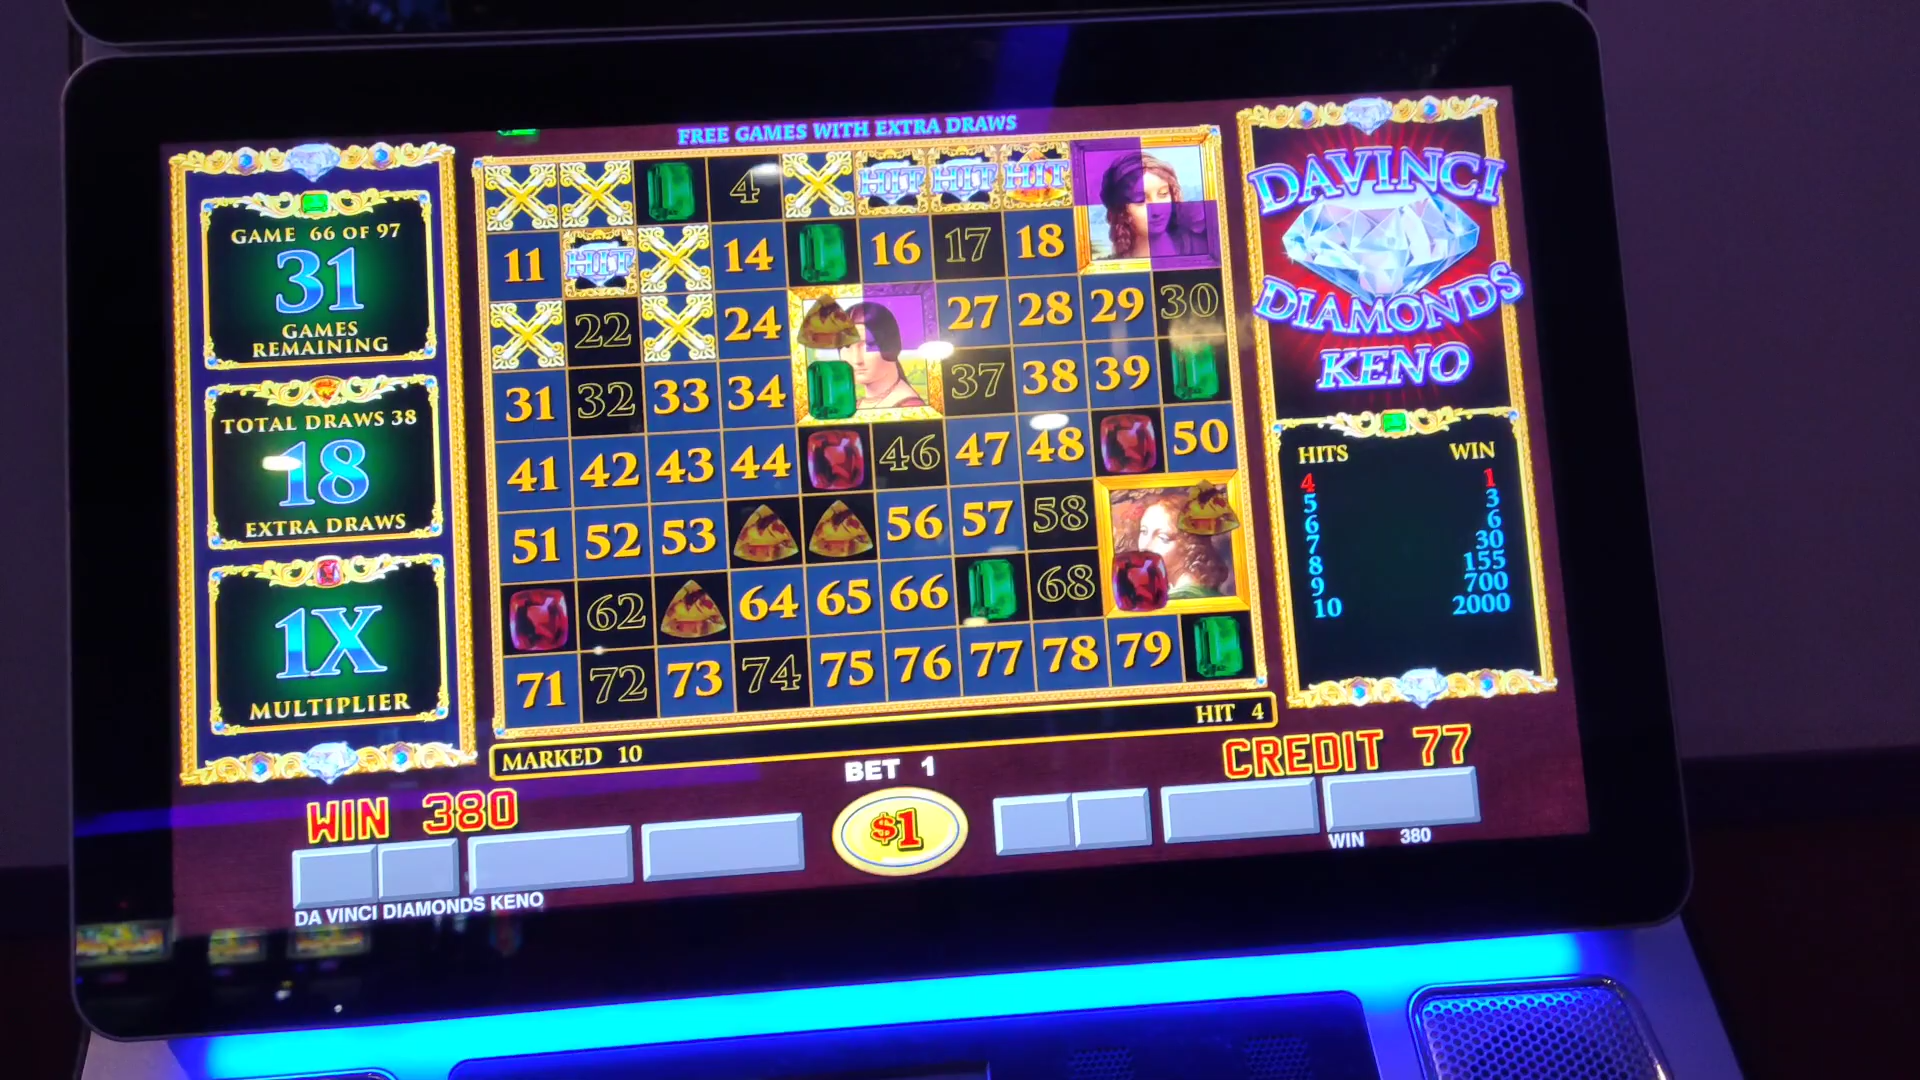 FREE GAMES WITH EXTRA DRAWS
GAME 66 OF 97
31
GAMES
REMAINING
TOTAL DRAWS 38
18
EXTRA DRAWS
1X
MULTIPLIER
4 HIT HIT HIT
11 HIT 14 16 17 18
22 24 27 28 29 30
31 32 33 34 37 38 39
41 42 43 44 46 47 48 50
51 52 53 56 57 58
62 64 65 66 68
71 72 73 74 75 76 77 78 79
MARKED 10 HIT 4
DAVINCI
DIAMONDS
KENO
HITS WIN
4 1
5 3
6 6
7 30
8 155
9 700
10 2000
WIN 380
BET 1
CREDIT 77
$1
WIN 380
DA VINCI DIAMONDS KENO